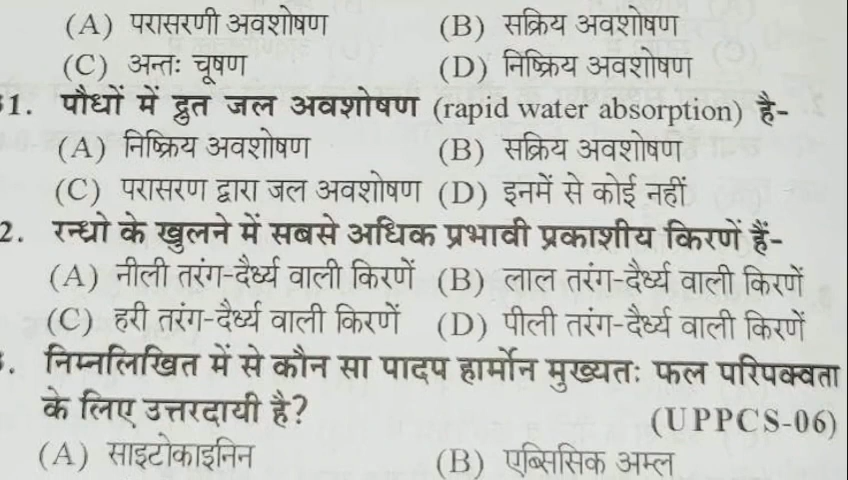 (A) परासरणी अवशोषण (B) सक्रिय अवशोषण
(C) अन्तः चूषण (D) निष्क्रिय अवशोषण
1. पौधों में द्रुत जल अवशोषण (rapid water absorption) है-
(A) निष्क्रिय अवशोषण (B) सक्रिय अवशोषण
(C) परासरण द्वारा जल अवशोषण (D) इनमें से कोई नहीं
2. रन्ध्रो के खुलने में सबसे अधिक प्रभावी प्रकाशीय किरणें हैं-
(A) नीली तरंग-दैर्ध्य वाली किरणें (B) लाल तरंग-दैर्ध्य वाली किरणें
(C) हरी तरंग-दैर्ध्य वाली किरणें (D) पीली तरंग-दैर्ध्य वाली किरणें
. निम्नलिखित में से कौन सा पादप हार्मोन मुख्यतः फल परिपक्वता
के लिए उत्तरदायी है? (UPPCS-06)
(A) साइटोकाइनिन (B) एब्सिसिक अम्ल